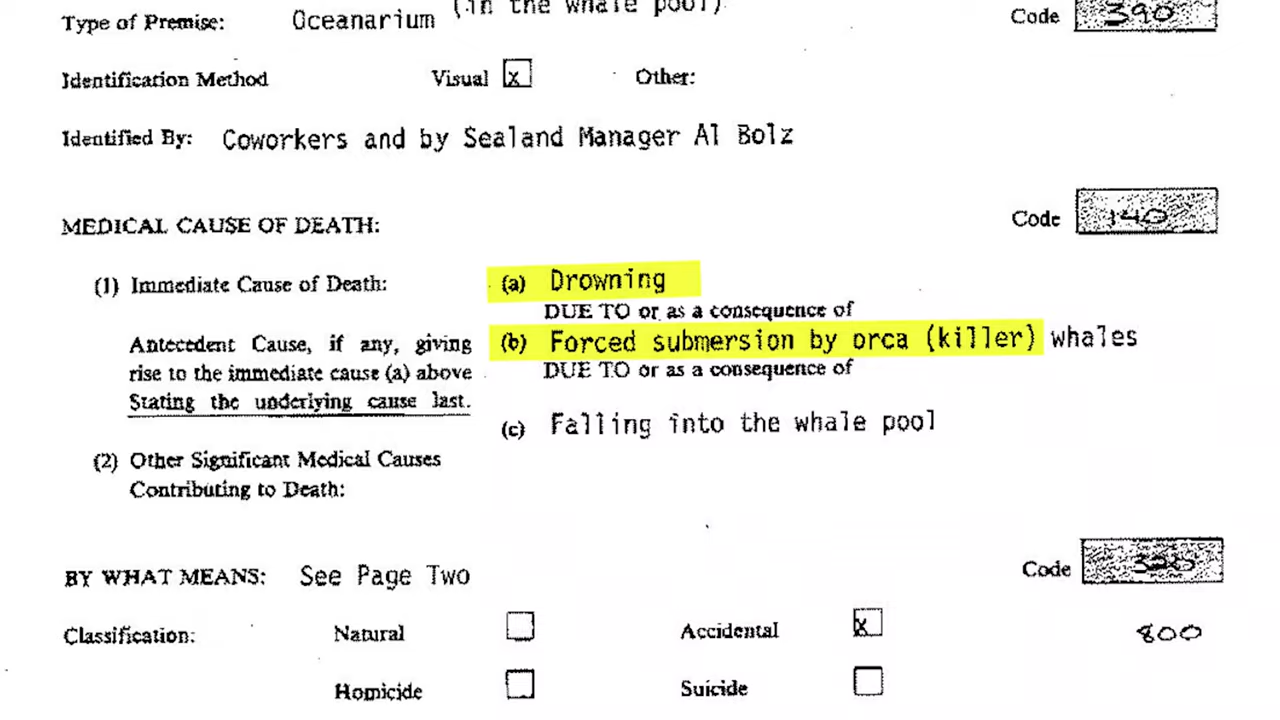 Type of Premise: Oceanarium (in the whale pool) Code 390
Identification Method Visual x Other:
Identified By: Coworkers and by Sealand Manager Al Bolz
MEDICAL CAUSE OF DEATH: Code 140
(1) Immediate Cause of Death: (a) Drowning
DUE TO or as a consequence of
Antecedent Cause, if any, giving (b) Forced submersion by orca (killer) whales
rise to the immediate cause (a) above DUE TO or as a consequence of
Stating the underlying cause last.
(c) Falling into the whale pool
(2) Other Significant Medical Causes
Contributing to Death:
BY WHAT MEANS: See Page Two Code
Classification: Natural Accidental x 800
Homicide Suicide